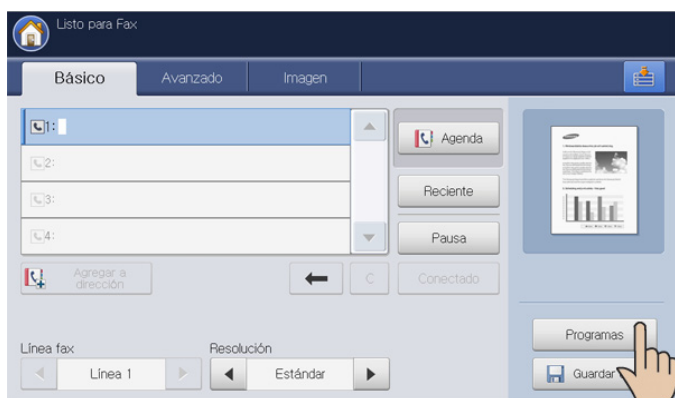 Listo para Fax
Básico
Avanzado
Imagen
1:
2:
3:
4:
Agenda
Reciente
Pausa
Agregar a
dirección
C
Conectado
Línea fax
Resolución
Línea 1
Estándar
Programas
Guardar